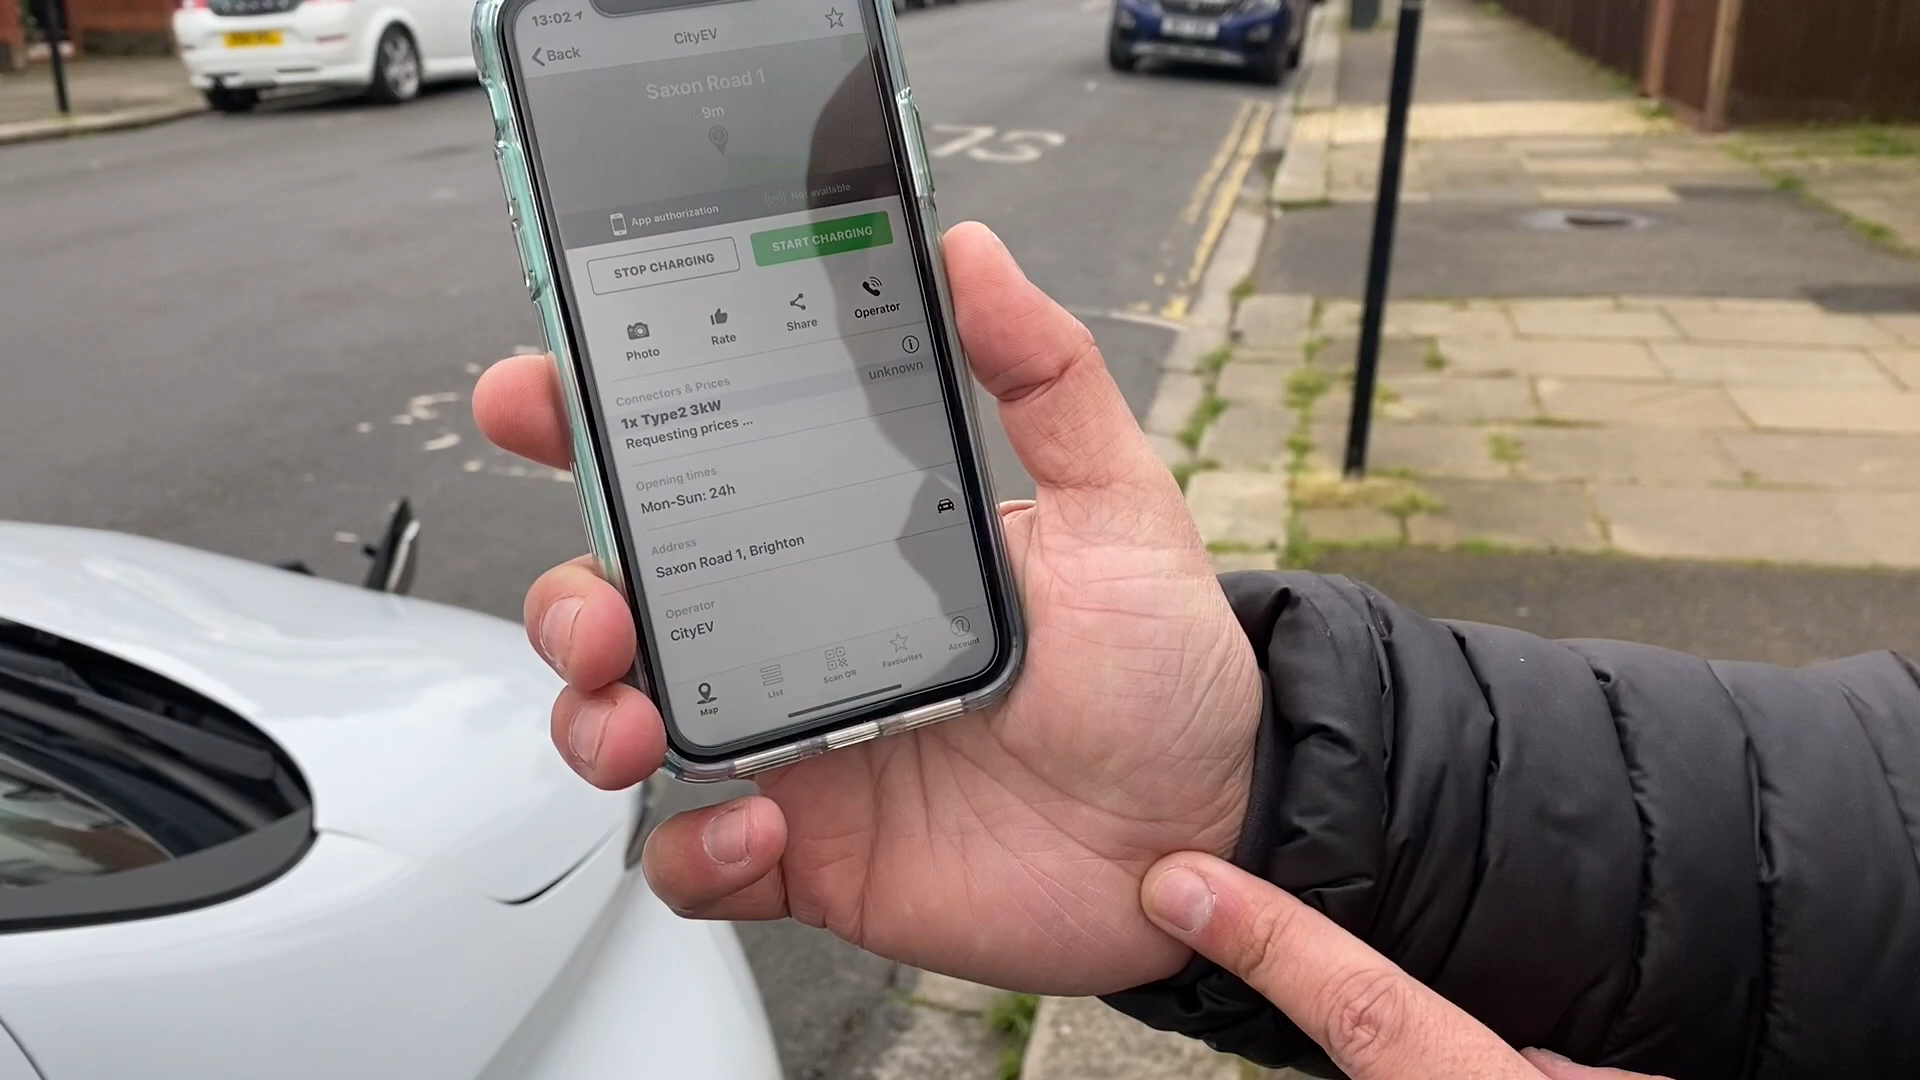 13:02
Back
CityEV
Saxon Road 1
9m
App authorization
Not available
STOP CHARGING
START CHARGING
Photo
Rate
Share
Operator
Connectors & Prices
1x Type2 3kW
unknown
Requesting prices ...
Opening times
Mon-Sun: 24h
Address
Saxon Road 1, Brighton
Operator
CityEV
Map
List
Scan QR
Favourites
Account